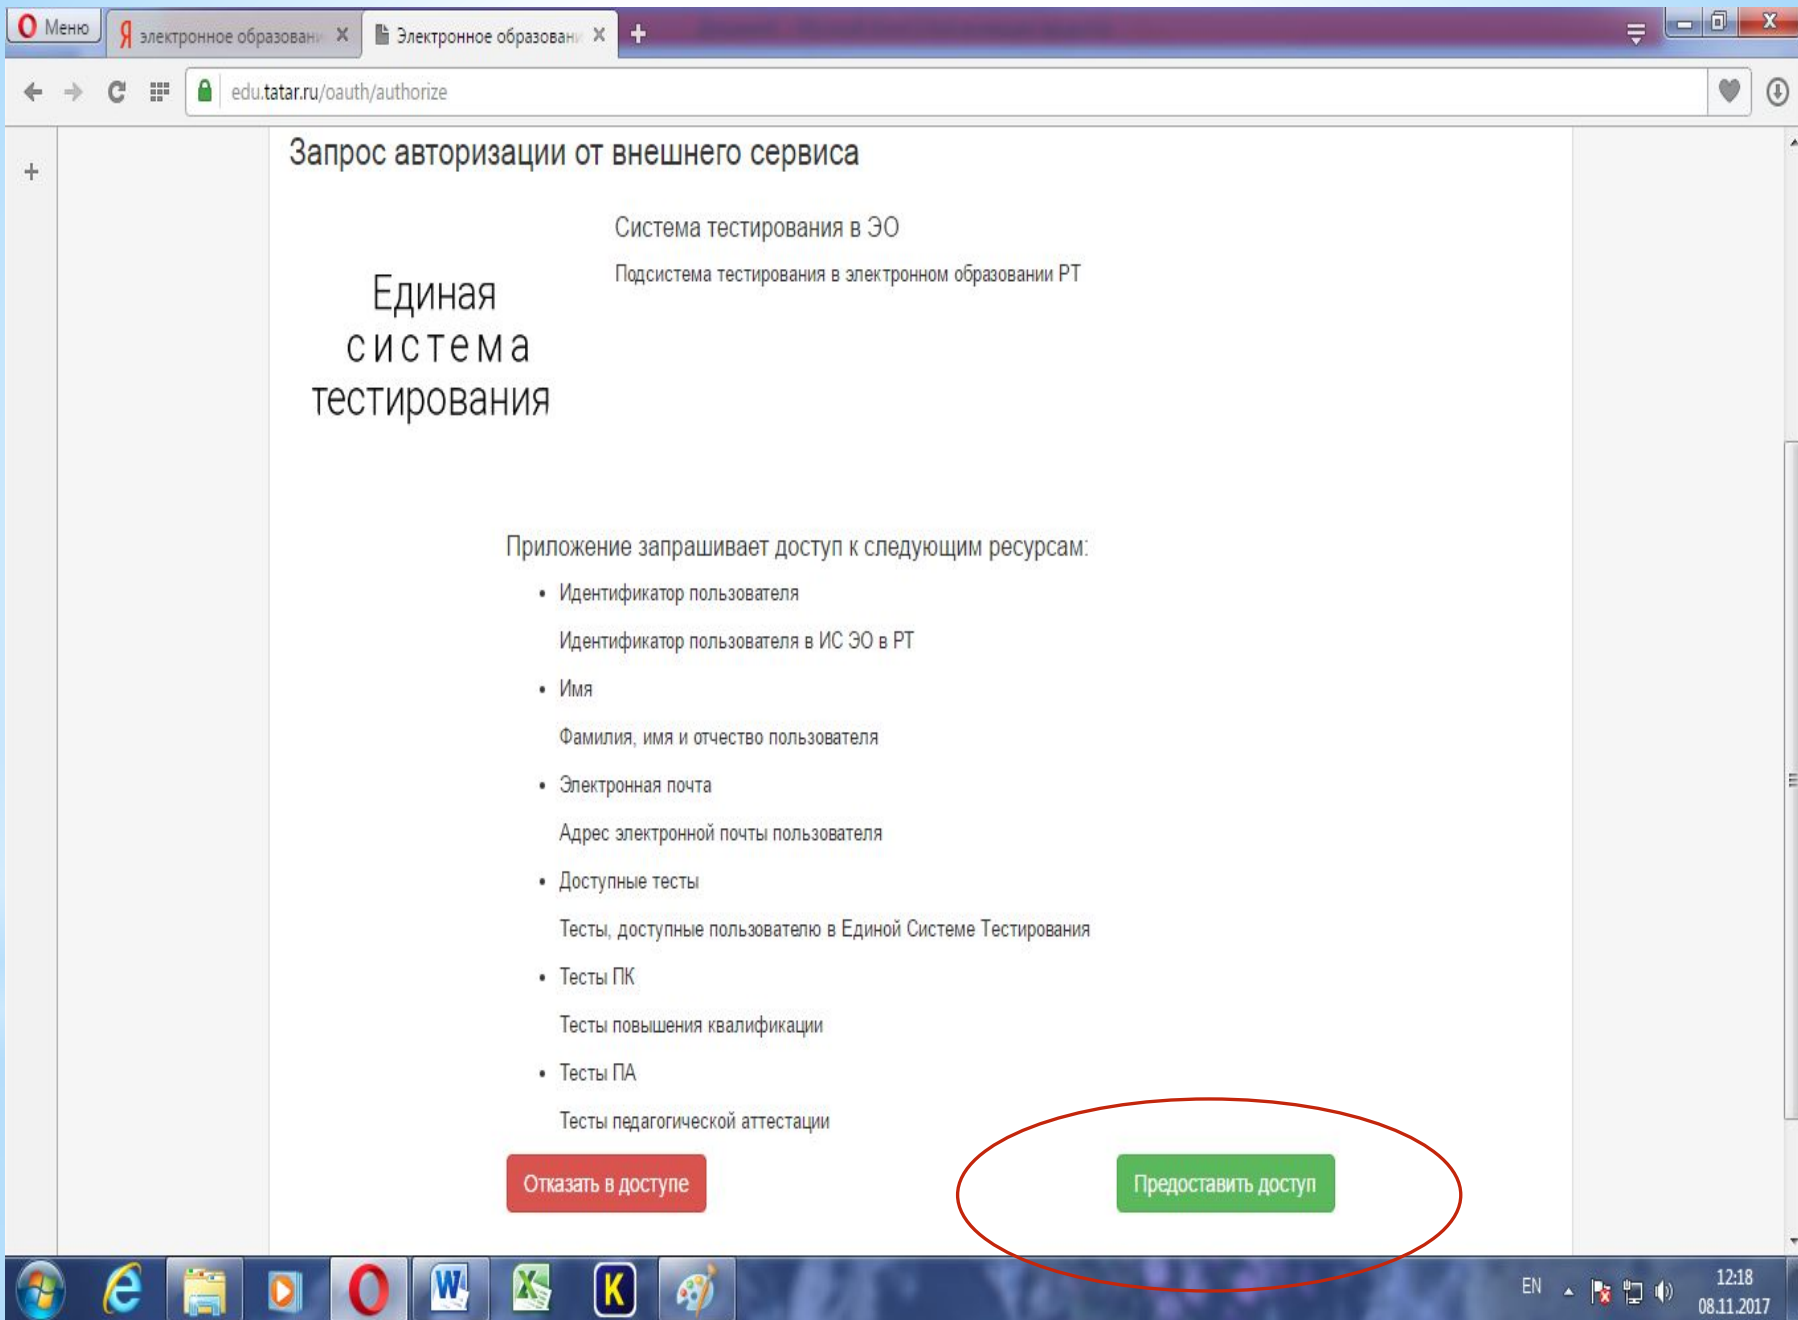 Меню
Я
электронное образовани
Электронное образовани
edu.tatar.ru/oauth/authorize
Запрос авторизации от внешнего сервиса
Единая
система
тестирования
Система тестирования в ЭО
Подсистема тестирования в электронном образовании РТ
Приложение запрашивает доступ к следующим ресурсам:
• Идентификатор пользователя
Идентификатор пользователя в ИС ЭО в РТ
• Имя
Фамилия, имя и отчество пользователя
• Электронная почта
Адрес электронной почты пользователя
• Доступные тесты
Тесты, доступные пользователю в Единой Системе Тестирования
• Тесты ПК
Тесты повышения квалификации
• Тесты ПА
Тесты педагогической аттестации
Отказать в доступе
Предоставить доступ
K
EN
12:18
08.11.2017